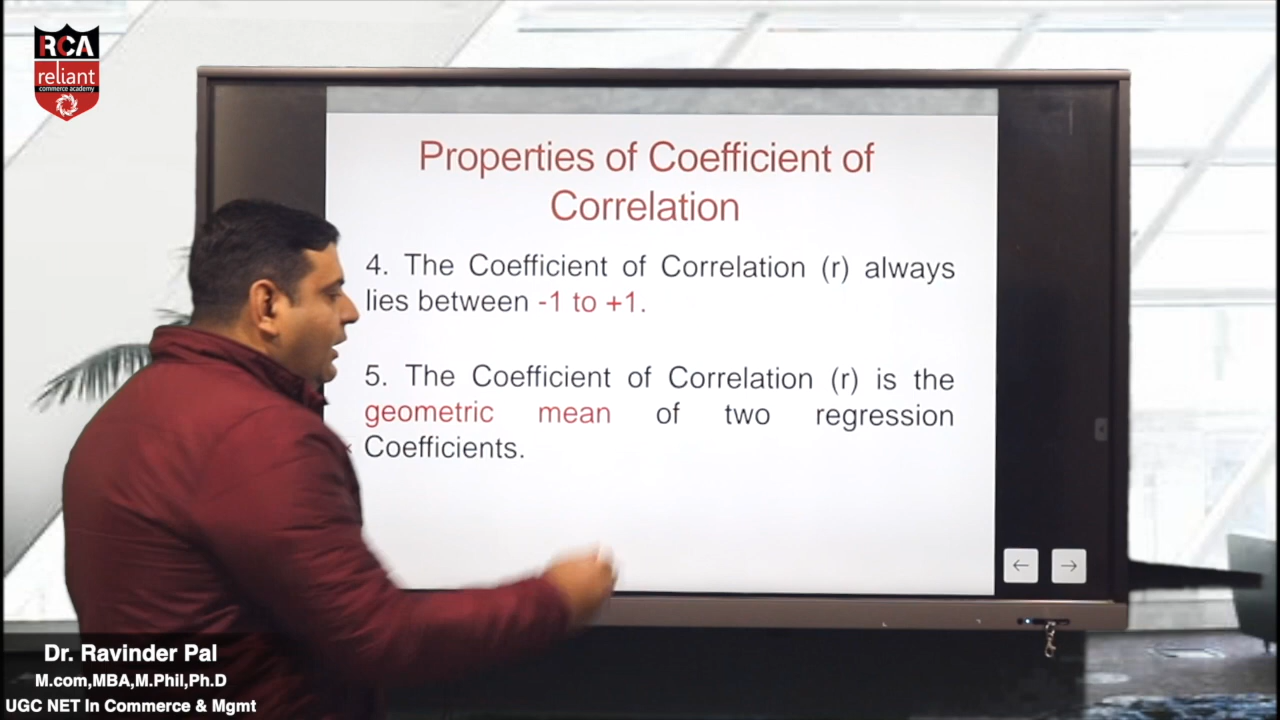 RCA
reliant
commerce academy
Properties of Coefficient of
Correlation
4. The Coefficient of Correlation (r) always
lies between -1 to +1.
5. The Coefficient of Correlation (r) is the
geometric mean of two regression
Coefficients.
Dr. Ravinder Pal
M.com,MBA,M.Phil,Ph.D
UGC NET In Commerce & Mgmt